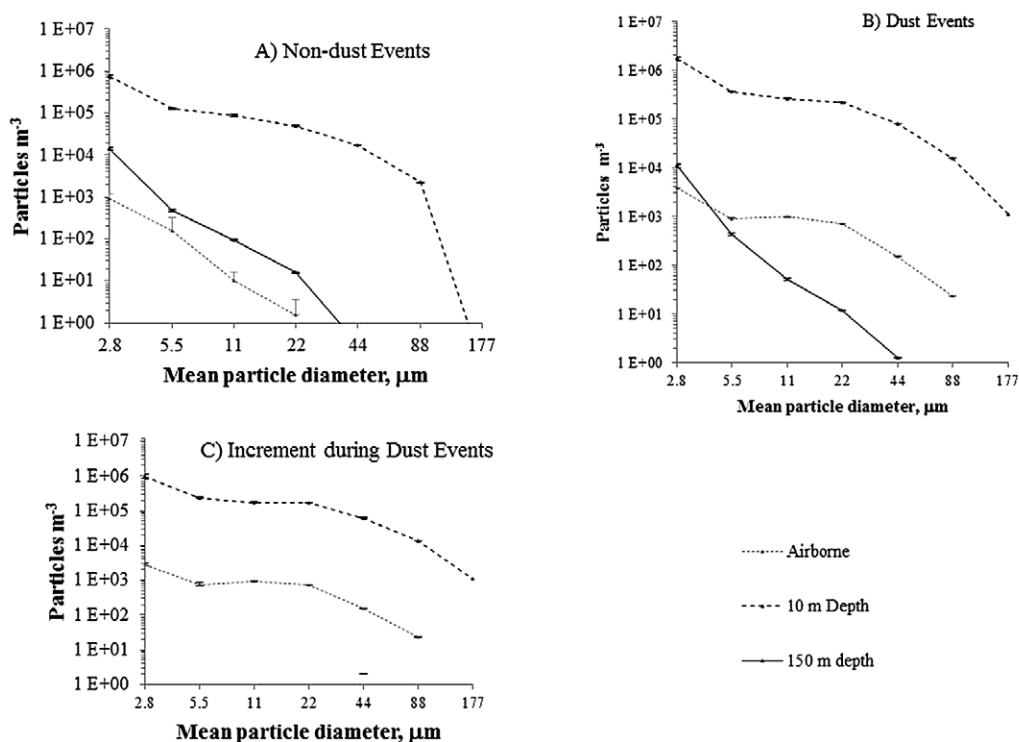 A) Non-dust Events
Particles m-3
1 E+07
1 E+06
1 E+05
1 E+04
1 E+03
1 E+02
1 E+01
1 E+00
2.8 5.5 11 22 44 88 177
Mean particle diameter, μm
B) Dust Events
Particles m-3
1 E+07
1 E+06
1 E+05
1 E+04
1 E+03
1 E+02
1 E+01
1 E+00
2.8 5.5 11 22 44 88 177
Mean particle diameter, μm
C) Increment during Dust Events
Particles m-3
1 E+07
1 E+06
1 E+05
1 E+04
1 E+03
1 E+02
1 E+01
1 E+00
2.8 5.5 11 22 44 88 177
Mean particle diameter, μm
Airborne
10 m Depth
150 m depth